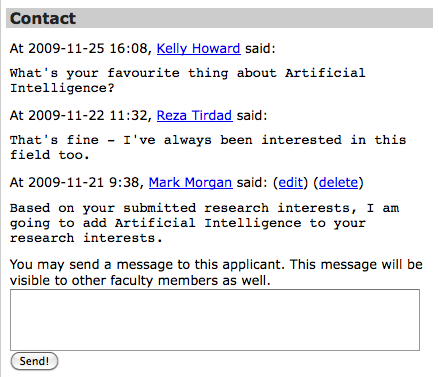 Contact
At 2009-11-25 16:08, Kelly Howard said:
What's your favourite thing about Artificial
Intelligence?
At 2009-11-22 11:32, Reza Tirdad said:
That's fine - I've always been interested in this
field too.
At 2009-11-21 9:38, Mark Morgan said: (edit) (delete)
Based on your submitted research interests, I am
going to add Artificial Intelligence to your
research interests.
You may send a message to this applicant. This message will be
visible to other faculty members as well.
Send!